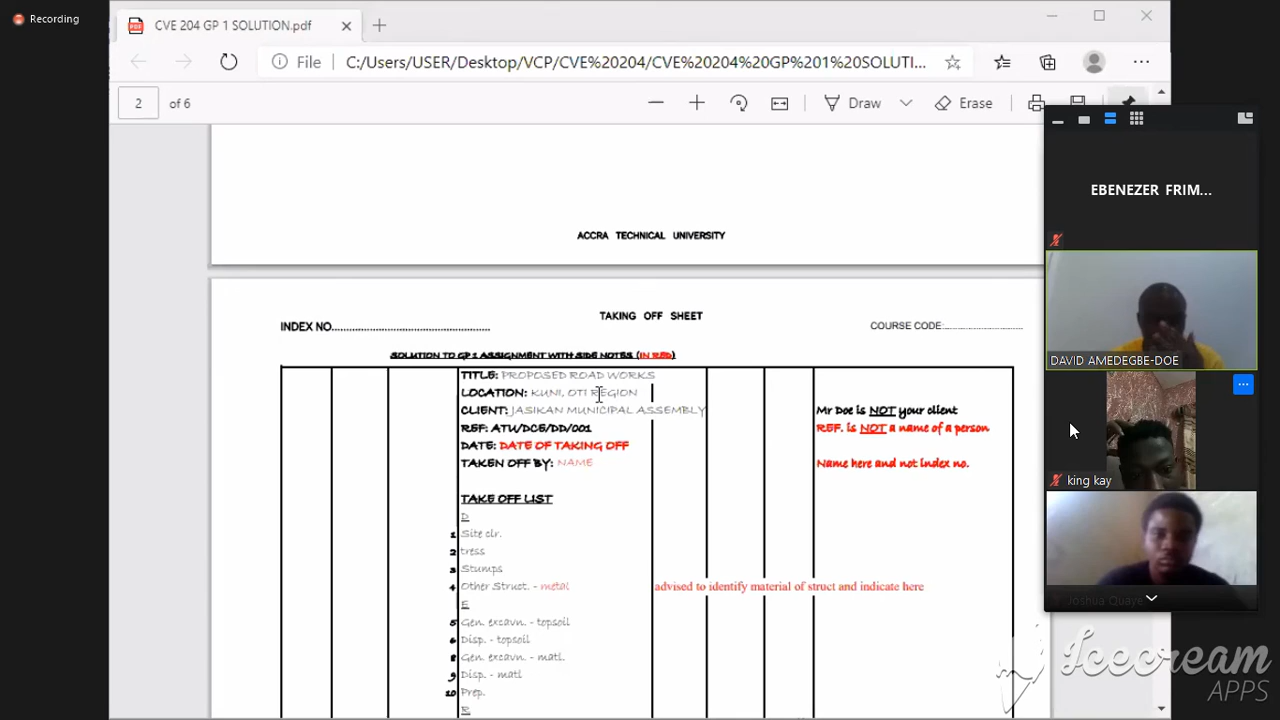 Recording
CVE 204 GP 1 SOLUTION.pdf
File
C:/Users/USER/Desktop/VCP/CVE%20204/CVE%20204%20GP%201%20SOLUTI...
2 of 6
Draw
Erase
EBENEZER FRIM...
ACCRA TECHNICAL UNIVERSITY
TAKING OFF SHEET
INDEX NO.................................................
COURSE CODE:..............................
SOLUTION TO GP 1 ASSIGNMENT WITH SIDE NOTES (IN RED)
DAVID AMEDEGBE-DOE
TITLE: PROPOSED ROAD WORKS
LOCATION: KUNI, OTI REGION
CLIENT: JASIKAN MUNICIPAL ASSEMBLY
Mr Doe is NOT your client
REF: ATU/DCE/DD/001
REF. is NOT a name of a person
DATE: DATE OF TAKING OFF
TAKEN OFF BY: NAME
Name here and not index no.
king kay
TAKE OFF LIST
D
1 Site clr.
2 tress
3 Stumps
4 Other Struct. - metal
advised to identify material of struct and indicate here
E
Joshua Quaye
5 Gen. excavn. - topsoil
6 Disp. - topsoil
8 Gen. excavn. - matl.
9 Disp. - matl
10 Prep.
R
Icecream
APPS